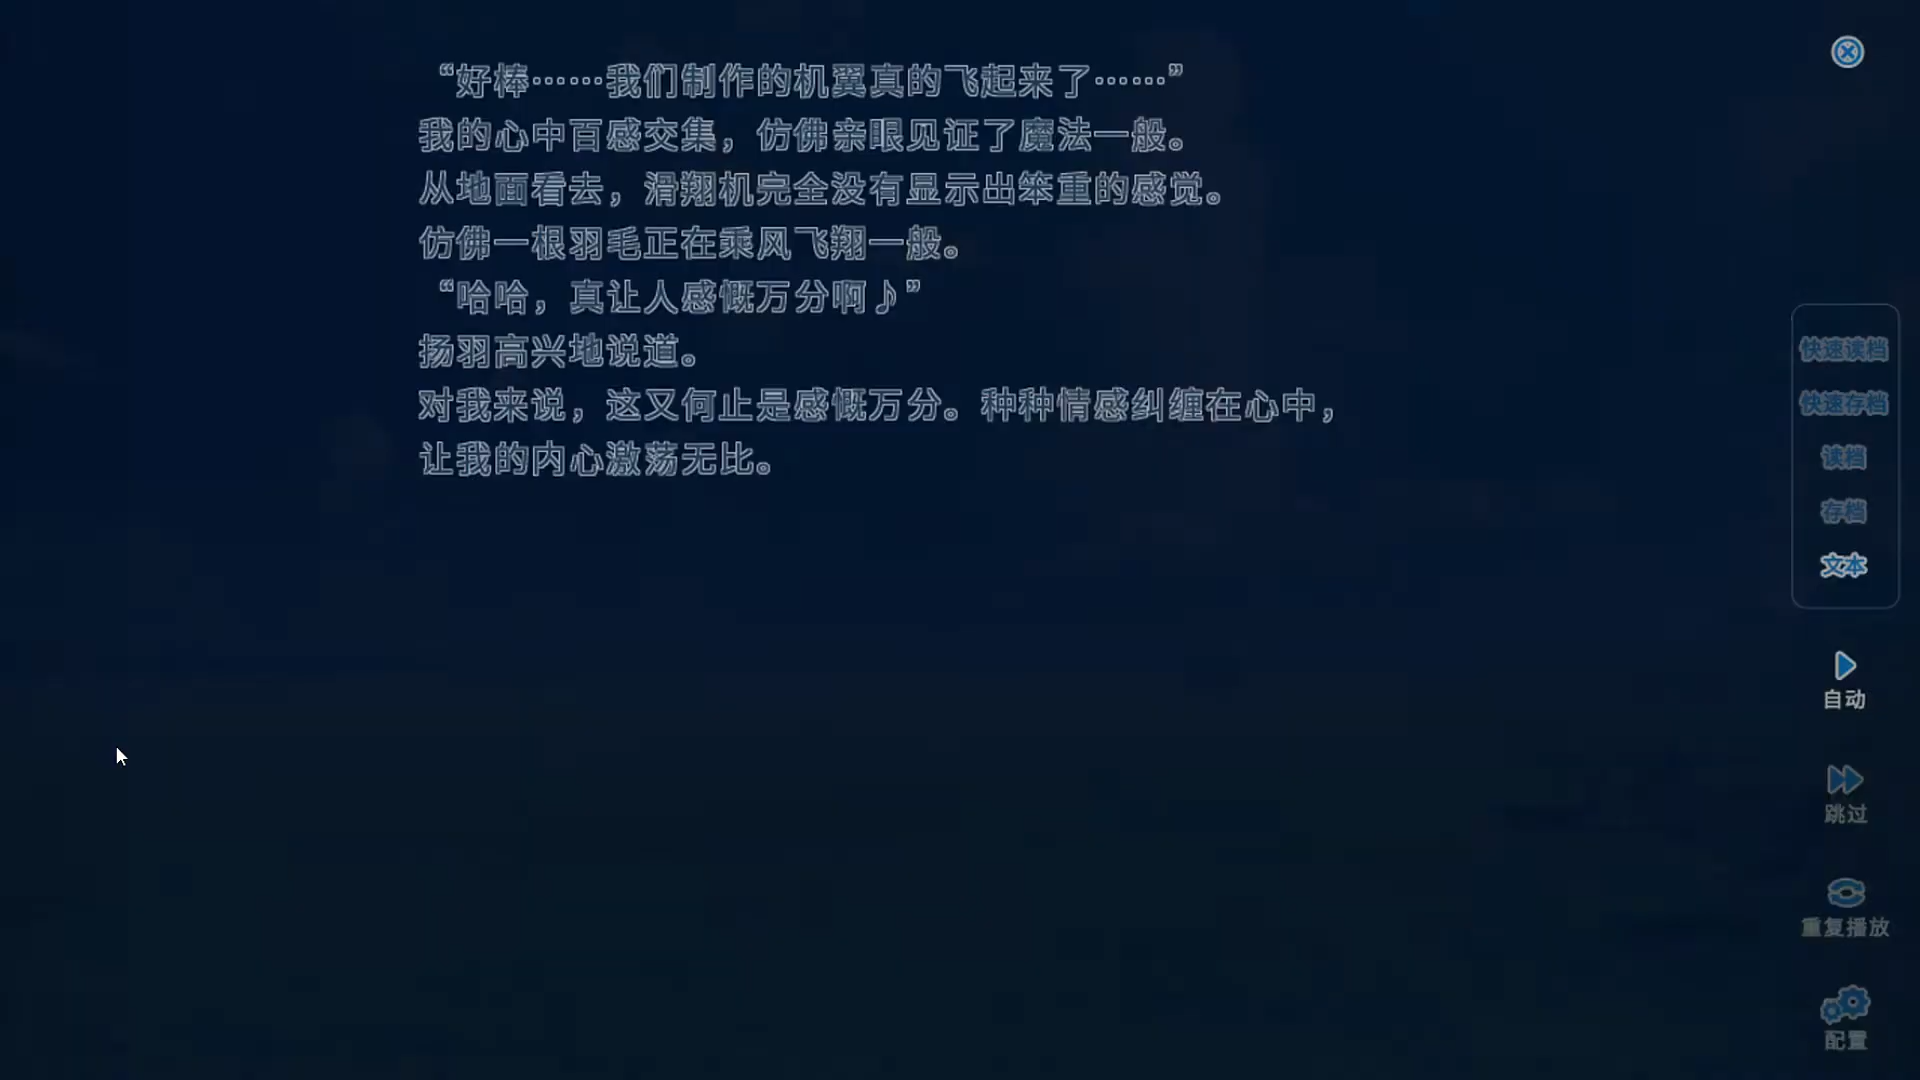 “好棒……我们制作的机翼真的飞起来了……”
我的心中百感交集，仿佛亲眼见证了魔法一般。
从地面看去，滑翔机完全没有显示出笨重的感觉。
仿佛一根羽毛正在乘风飞翔一般。
“哈哈，真让人感慨万分啊♪”
扬羽高兴地说道。
对我来说，这又何止是感慨万分。种种情感纠缠在心中，
让我的内心激荡无比。
快速读档
快速存档
读档
存档
文本
自动
跳过
重复播放
配置